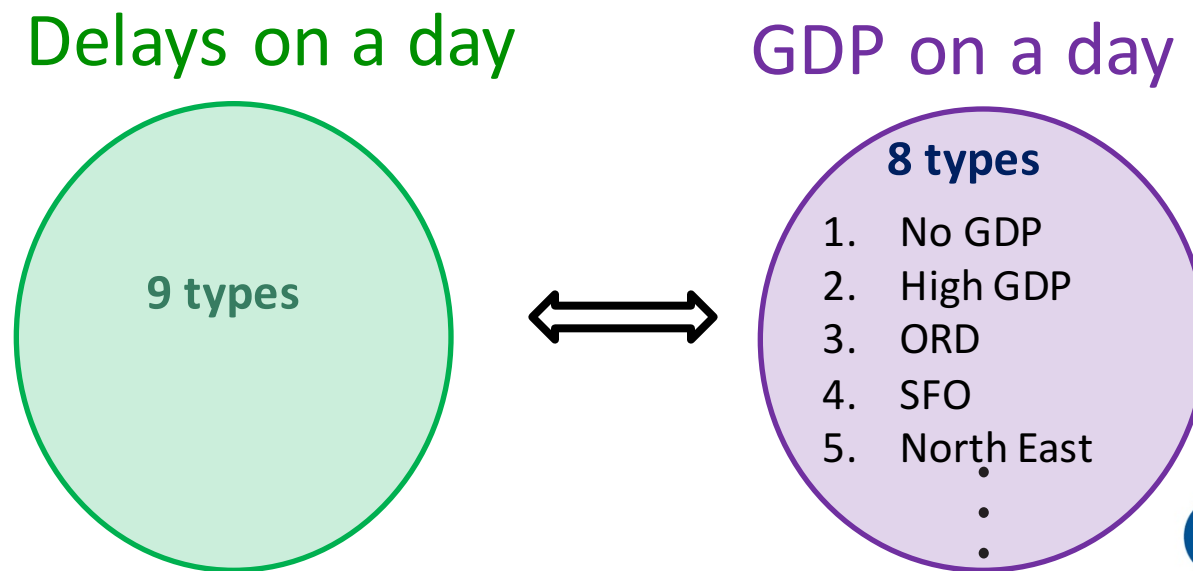 Delays on a day
GDP on a day
9 types
8 types
1. No GDP
2. High GDP
3. ORD
4. SFO
5. North East